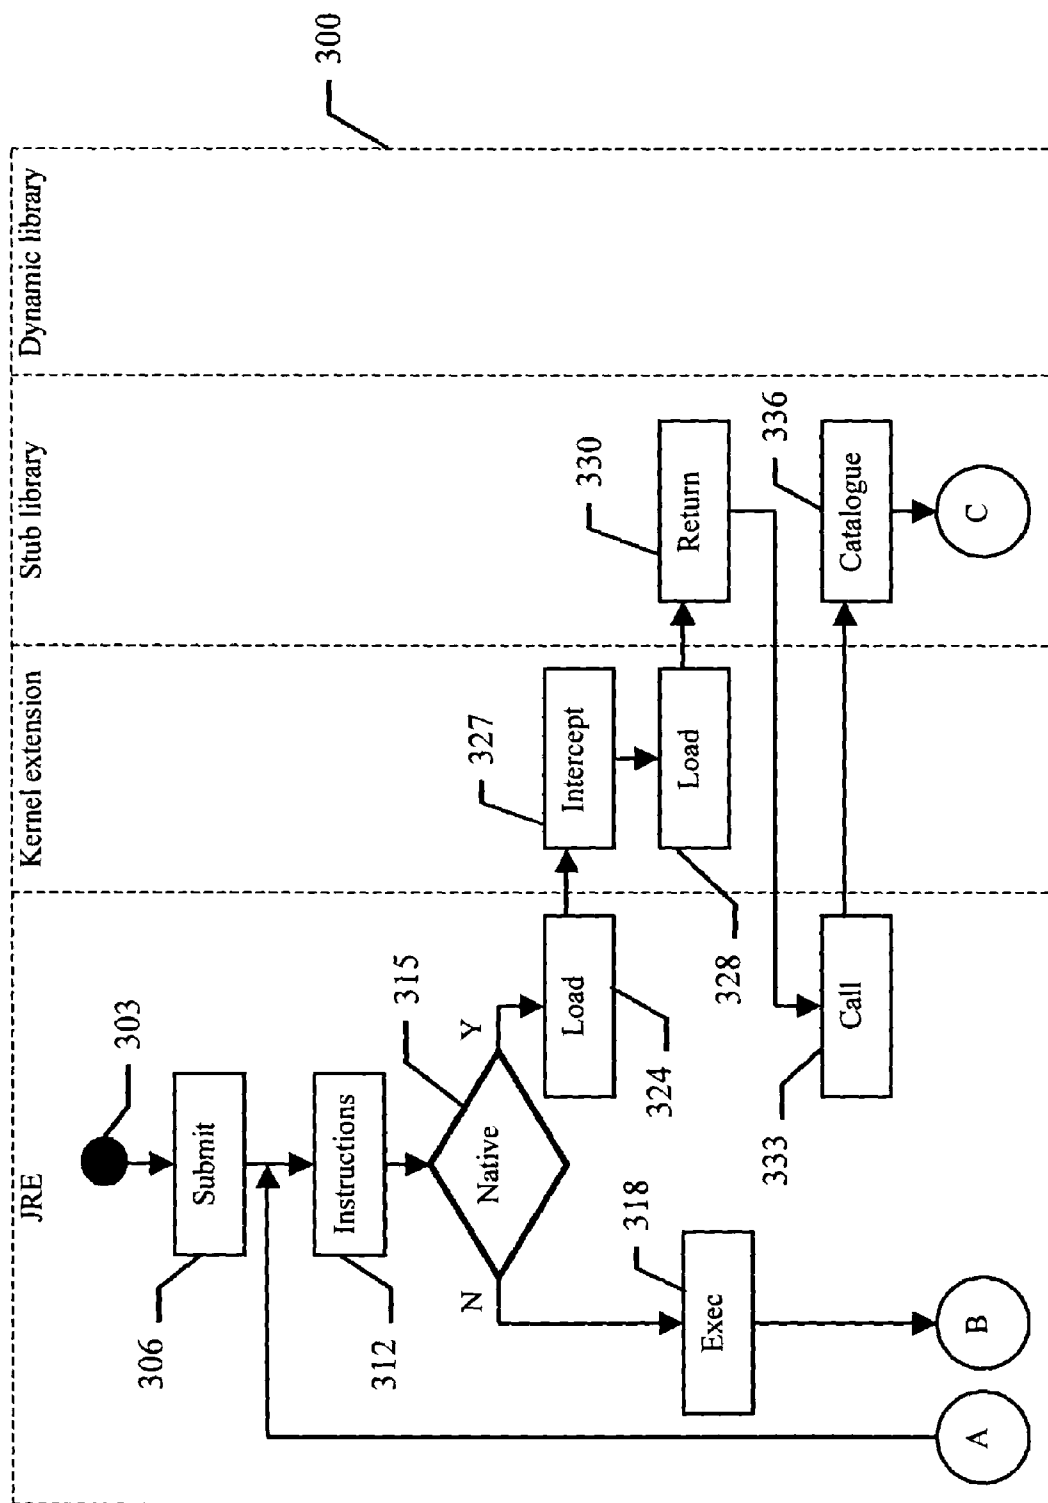 300
JRE
Kernel extension
Stub library
Dynamic library
303
Submit
306
Instructions
312
315
Native
N
Y
Load
324
Intercept
327
Load
328
Return
330
Exec
318
Call
333
Catalogue
336
A
B
C